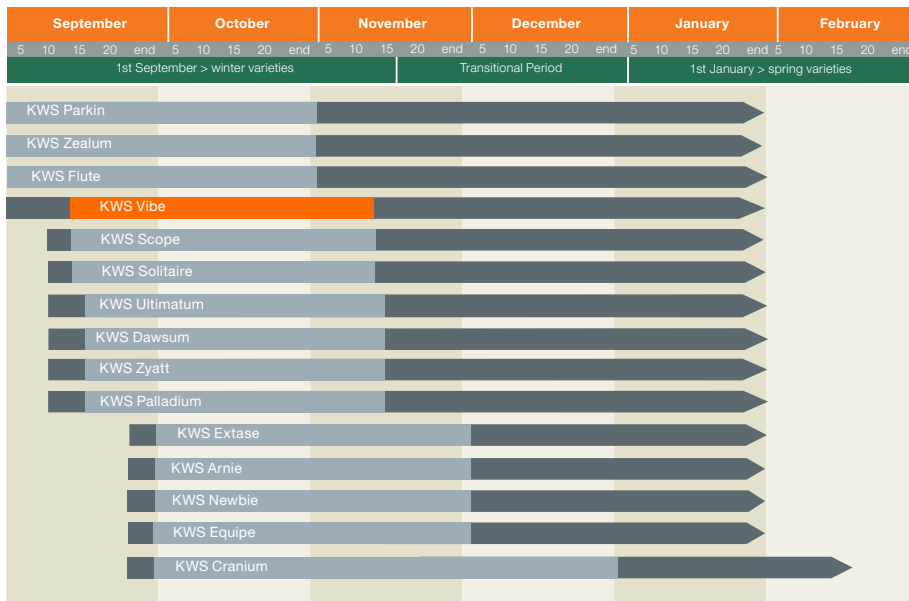 September October November December January February
5 10 15 20 end 5 10 15 20 end 5 10 15 20 end 5 10 15 20 end 5 10 15 20 end 5 10 15 20 end
1st September > winter varieties Transitional Period 1st January > spring varieties
KWS Parkin
KWS Zealum
KWS Flute
KWS Vibe
KWS Scope
KWS Solitaire
KWS Ultimatum
KWS Dawsum
KWS Zyatt
KWS Palladium
KWS Extase
KWS Arnie
KWS Newbie
KWS Equipe
KWS Cranium